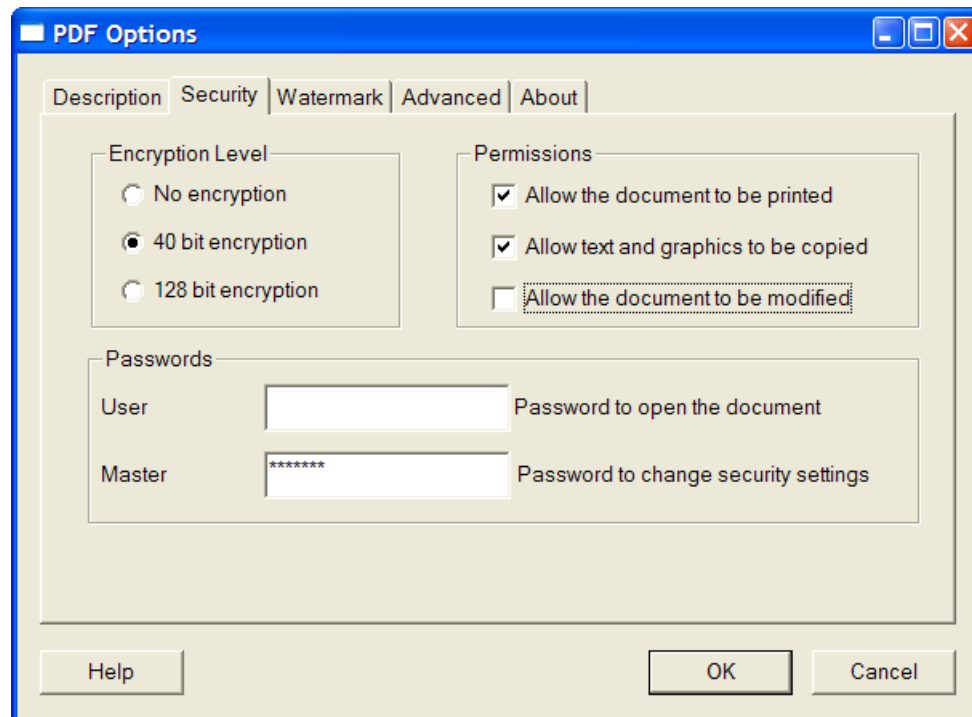 PDF Options
Description Security Watermark Advanced About
Encryption Level
No encryption
40 bit encryption
128 bit encryption
Permissions
Allow the document to be printed
Allow text and graphics to be copied
Allow the document to be modified
Passwords
User Password to open the document
Master ******* Password to change security settings
Help OK Cancel